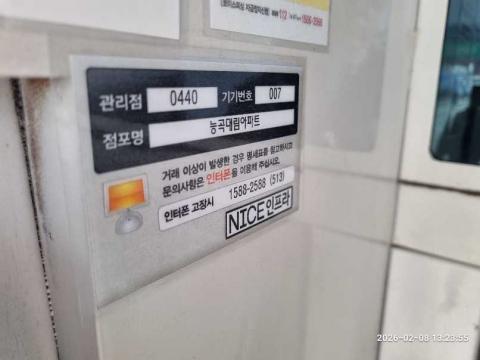 관리점 0440 기기번호 007
점포명 능곡대림아파트
거래 이상이 발생한 경우 명세표를 참고하시고
문의사항은 인터폰을 이용해 주십시오.
인터폰 고장시 1588-2588 (513)
NICE인프라
2026-02-08 13:23:55